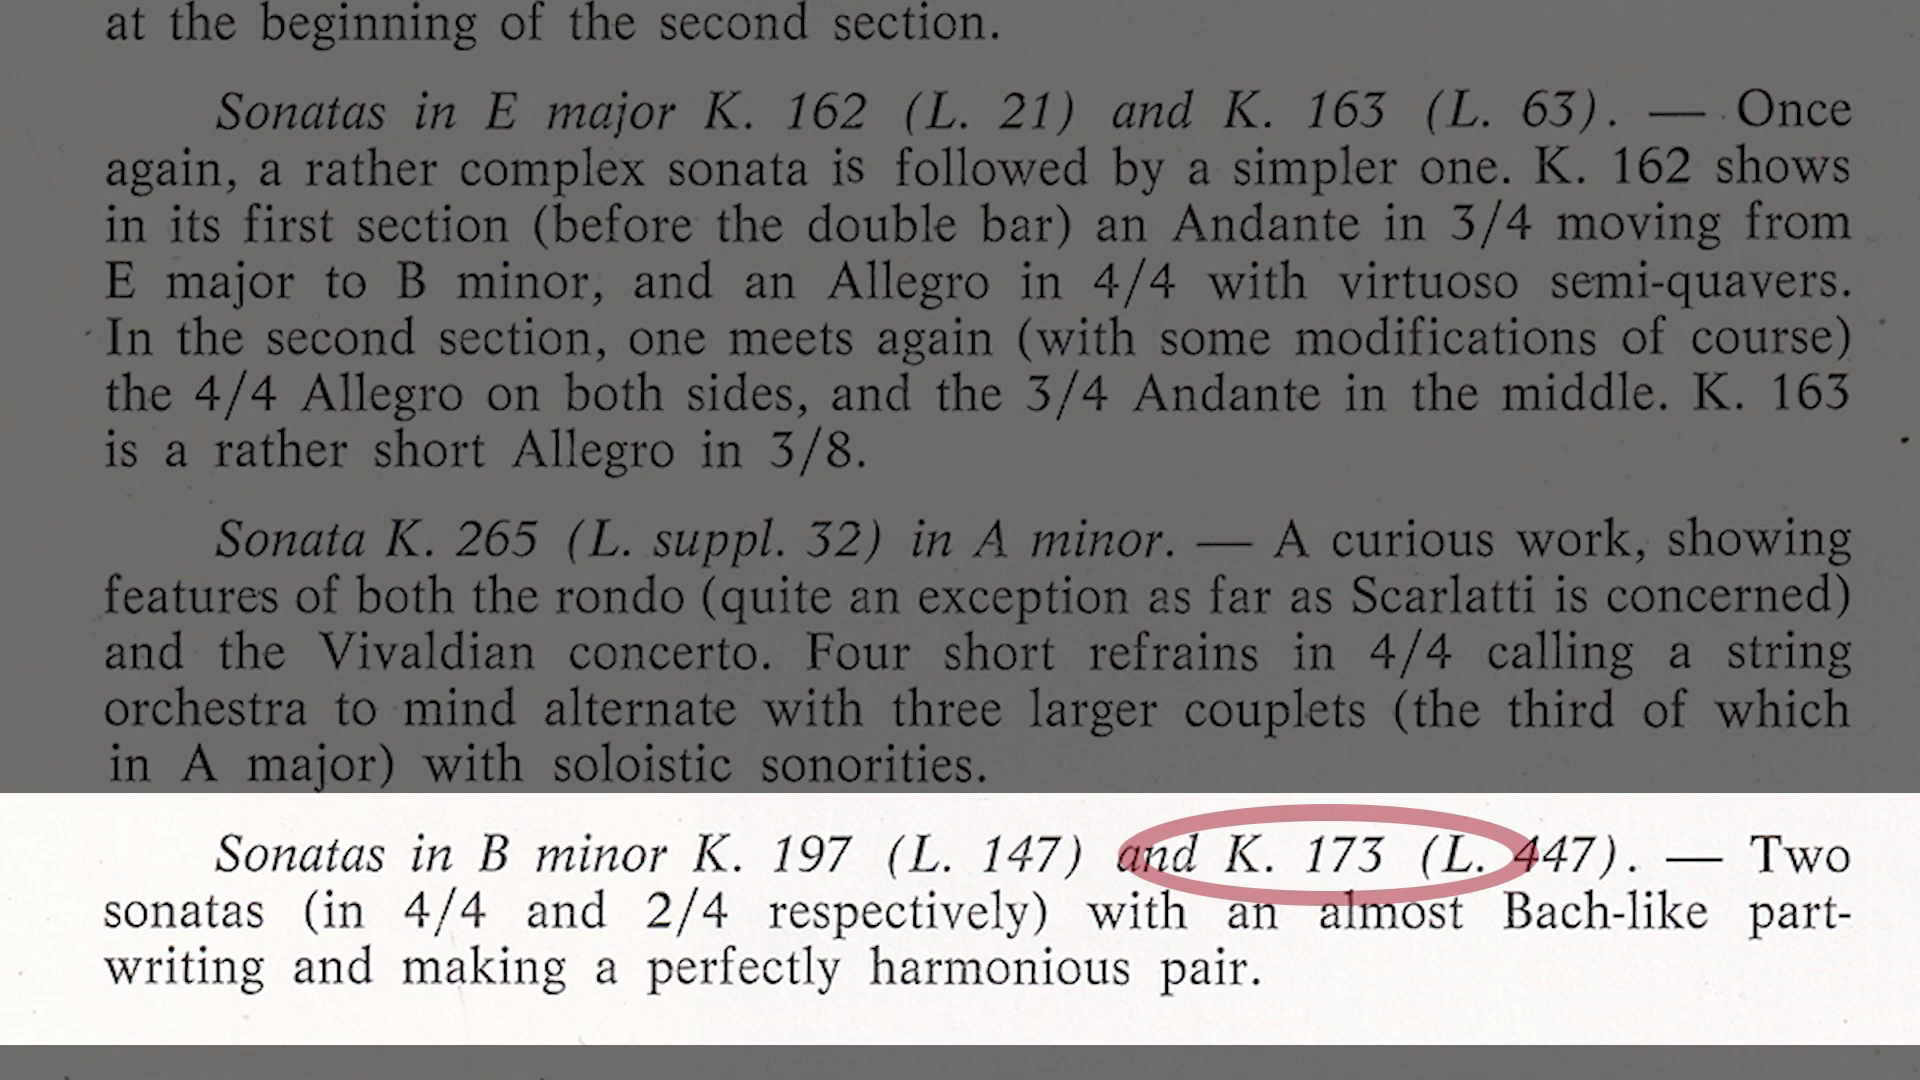 at the beginning of the second section.
Sonatas in E major K. 162 (L. 21) and K. 163 (L. 63). — Once
again, a rather complex sonata is followed by a simpler one. K. 162 shows
in its first section (before the double bar) an Andante in 3/4 moving from
E major to B minor, and an Allegro in 4/4 with virtuoso semi-quavers.
In the second section, one meets again (with some modifications of course)
the 4/4 Allegro on both sides, and the 3/4 Andante in the middle. K. 163
is a rather short Allegro in 3/8.
Sonata K. 265 (L. suppl. 32) in A minor. — A curious work, showing
features of both the rondo (quite an exception as far as Scarlatti is concerned)
and the Vivaldian concerto. Four short refrains in 4/4 calling a string
orchestra to mind alternate with three larger couplets (the third of which
in A major) with soloistic sonorities.
Sonatas in B minor K. 197 (L. 147) and K. 173 (L. 447). — Two
sonatas (in 4/4 and 2/4 respectively) with an almost Bach-like part-
writing and making a perfectly harmonious pair.